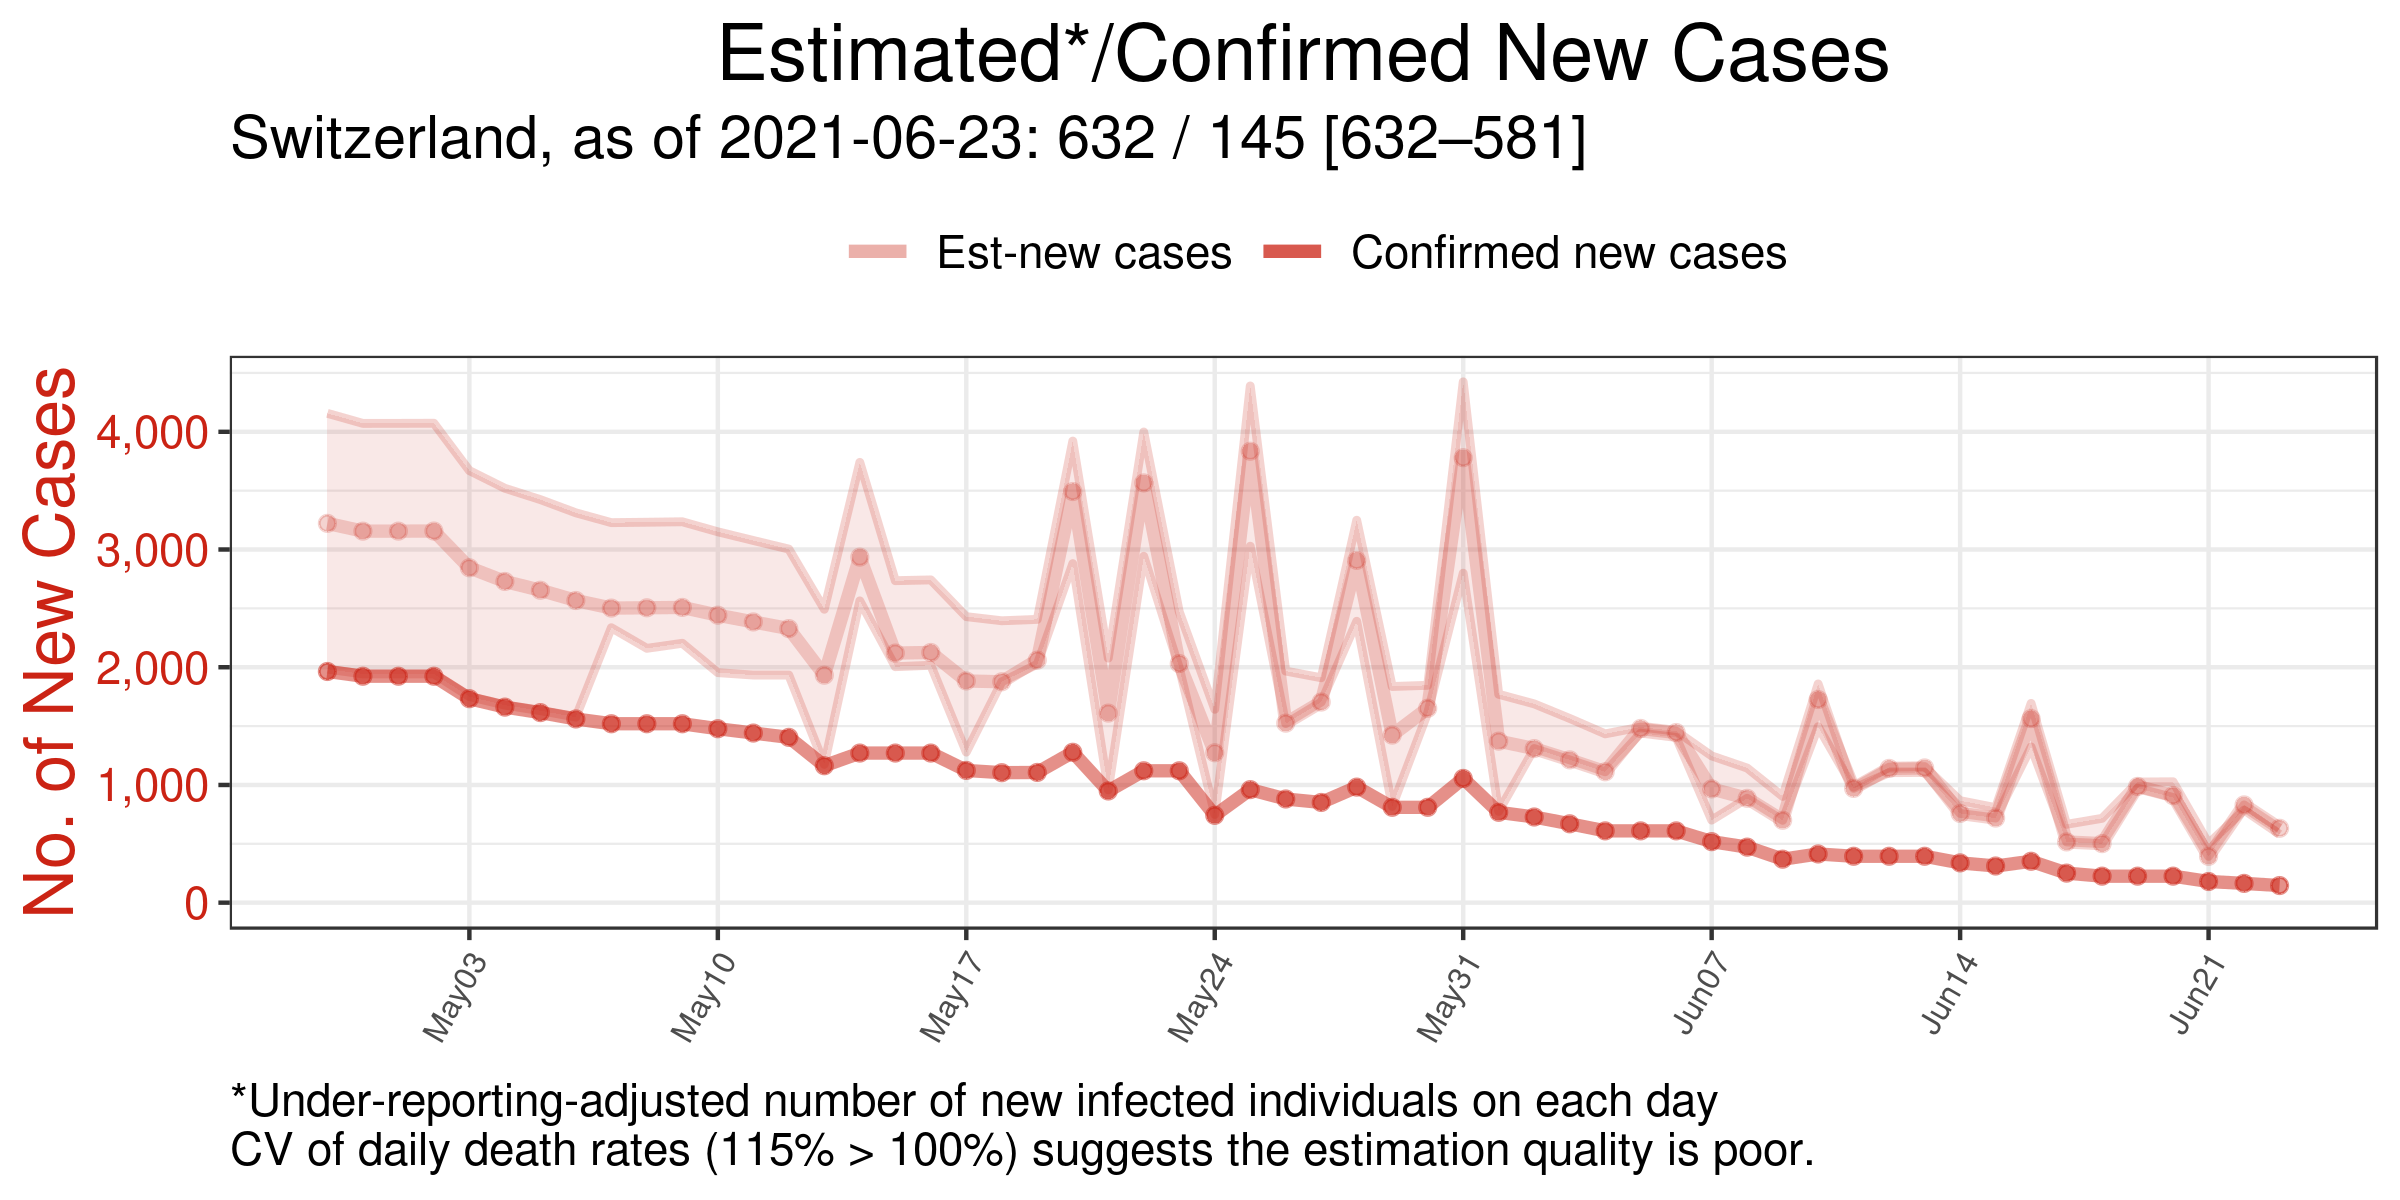 Estimated*/Confirmed New Cases
Switzerland, as of 2021-06-23: 632 / 145 [632–581]
Est-new cases
Confirmed new cases
No. of New Cases
4,000
3,000
2,000
1,000
0
May03
May10
May17
May24
May31
Jun07
Jun14
Jun21
*Under-reporting-adjusted number of new infected individuals on each day
CV of daily death rates (115% > 100%) suggests the estimation quality is poor.